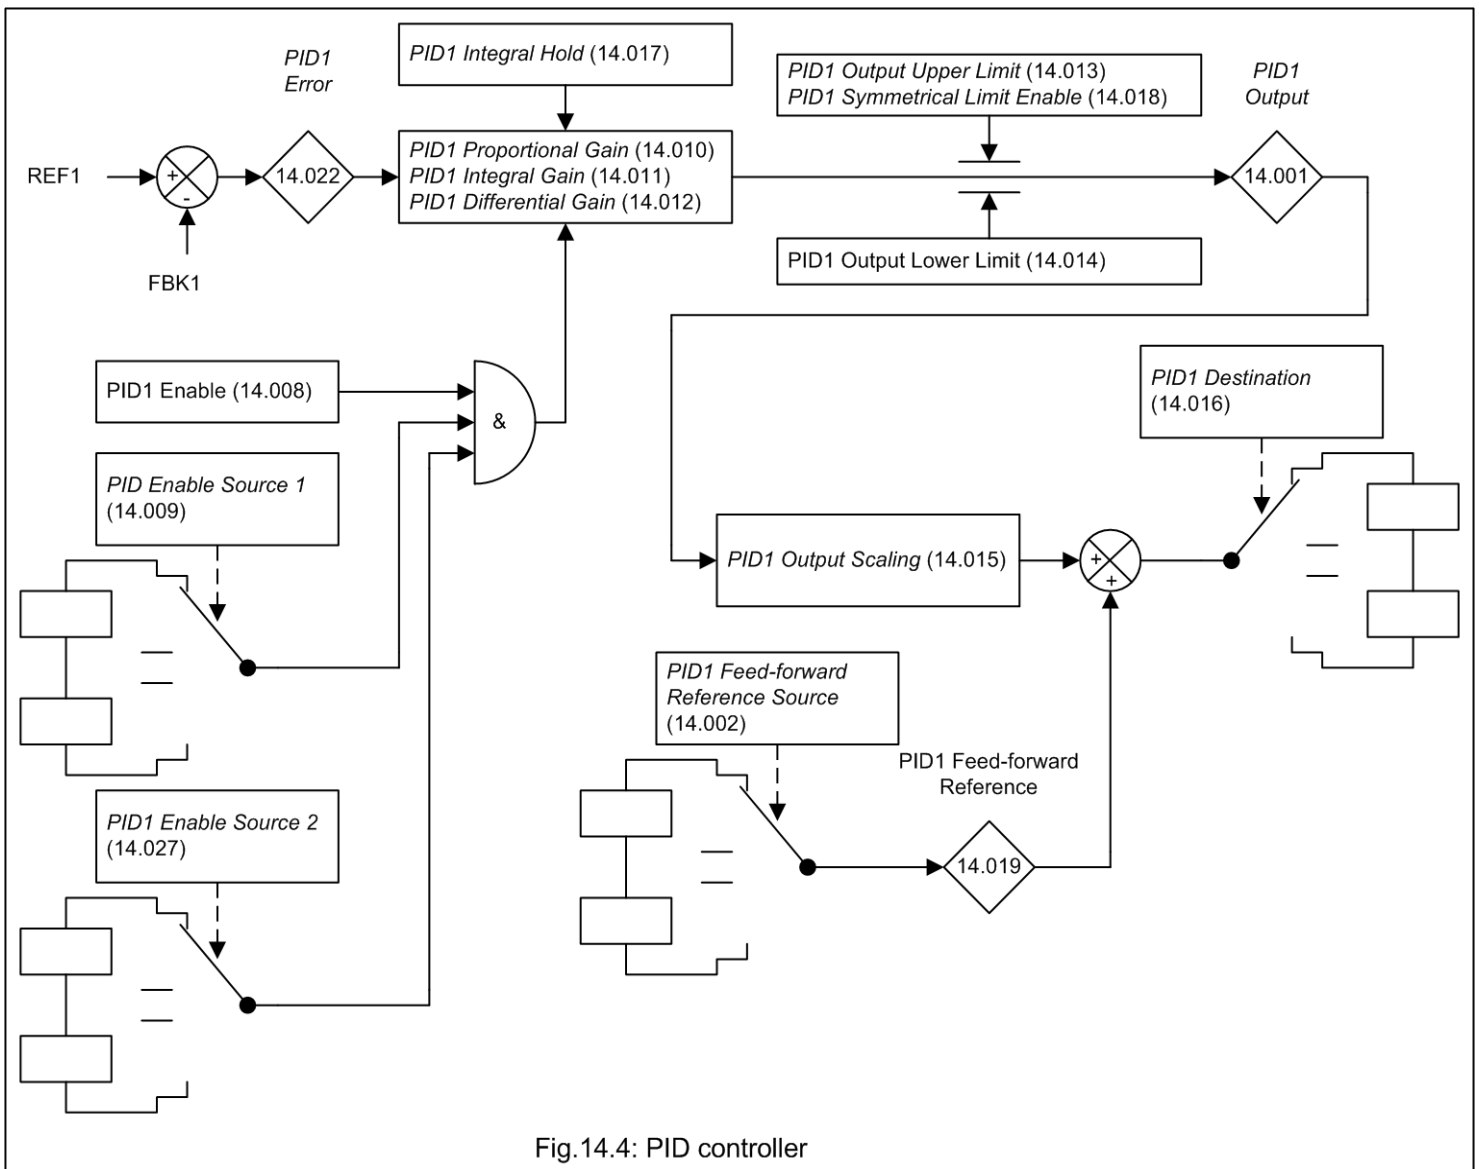 PID1
Error
PID1 Integral Hold (14.017)
PID1 Output Upper Limit (14.013)
PID1 Symmetrical Limit Enable (14.018)
PID1
Output
REF1
+
-
14.022
PID1 Proportional Gain (14.010)
PID1 Integral Gain (14.011)
PID1 Differential Gain (14.012)
14.001
FBK1
PID1 Output Lower Limit (14.014)
PID1 Enable (14.008)
&
PID1 Destination
(14.016)
PID Enable Source 1
(14.009)
PID1 Output Scaling (14.015)
+
+
PID1 Feed-forward
Reference Source
(14.002)
PID1 Feed-forward
Reference
14.019
PID1 Enable Source 2
(14.027)
Fig.14.4: PID controller